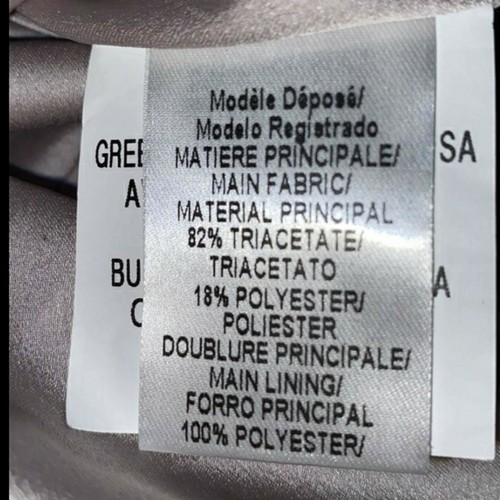 Modèle Déposé/
Modelo Registrado
MATIERE PRINCIPALE/
MAIN FABRIC/
MATERIAL PRINCIPAL
82% TRIACETATE/
TRIACETATO
18% POLYESTER/
POLIESTER
DOUBLURE PRINCIPALE/
MAIN LINING/
FORRO PRINCIPAL
100% POLYESTER/
SA
A